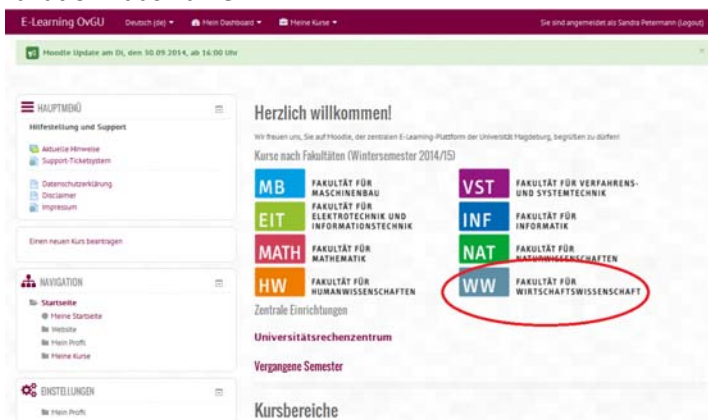 E-Learning OvGU
Deutsch (de)
Mein Dashboard
Meine Kurse
Sie sind angemeldet als Sandra Petermann (Logout)
Moodle Update am Di, den 30.09.2014, ab 16:00 Uhr
HAUPTMENÜ
Hilfestellung und Support
Aktuelle Hinweise
Support-Ticketsystem
Datenschutzerklärung
Disclaimer
Impressum
Einen neuen Kurs beantragen
NAVIGATION
Startseite
Meine Startseite
Website
Mein Profil
Meine Kurse
EINSTELLUNGEN
Mein Profil
Herzlich willkommen!
Wir freuen uns, Sie auf Moodle, der zentralen E-Learning-Plattform der Universität Magdeburg, begrüßen zu dürfen!
Kurse nach Fakultäten (Wintersemester 2014/15)
MB
FAKULTÄT FÜR
MASCHINENBAU
VST
FAKULTÄT FÜR VERFAHRENS-
UND SYSTEMTECHNIK
EIT
FAKULTÄT FÜR
ELEKTROTECHNIK UND
INFORMATIONSTECHNIK
INF
FAKULTÄT FÜR
INFORMATIK
MATH
FAKULTÄT FÜR
MATHEMATIK
NAT
FAKULTÄT FÜR
NATURWISSENSCHAFTEN
HW
FAKULTÄT FÜR
HUMANWISSENSCHAFTEN
WW
FAKULTÄT FÜR
WIRTSCHAFTSWISSENSCHAFT
Zentrale Einrichtungen
Universitätsrechenzentrum
Vergangene Semester
Kursbereiche